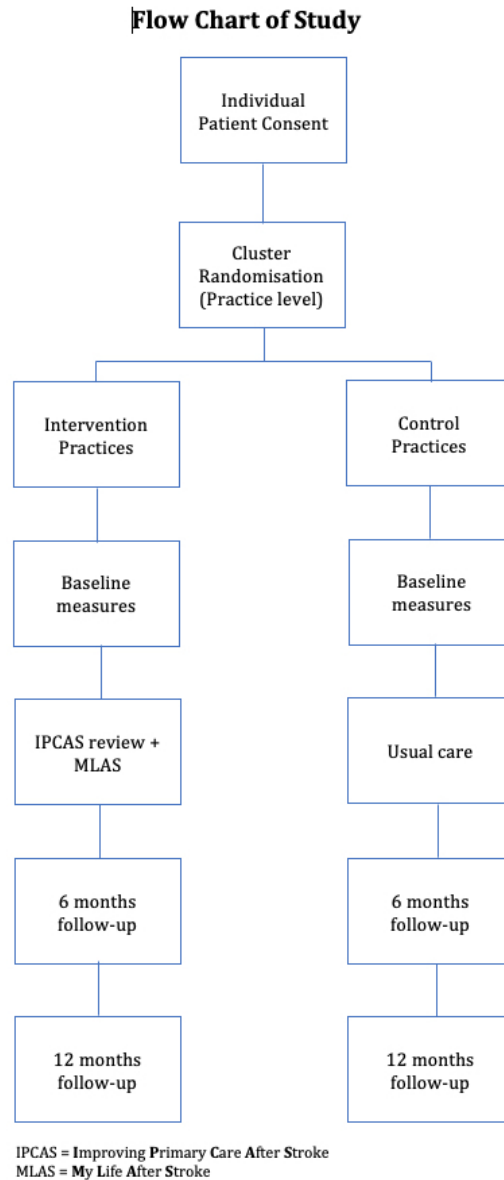 Flow Chart of Study
Individual
Patient Consent
Cluster
Randomisation
(Practice level)
Intervention
Practices
Control
Practices
Baseline
measures
Baseline
measures
IPCAS review +
MLAS
Usual care
6 months
follow-up
6 months
follow-up
12 months
follow-up
12 months
follow-up
IPCAS = Improving Primary Care After Stroke
MLAS = My Life After Stroke